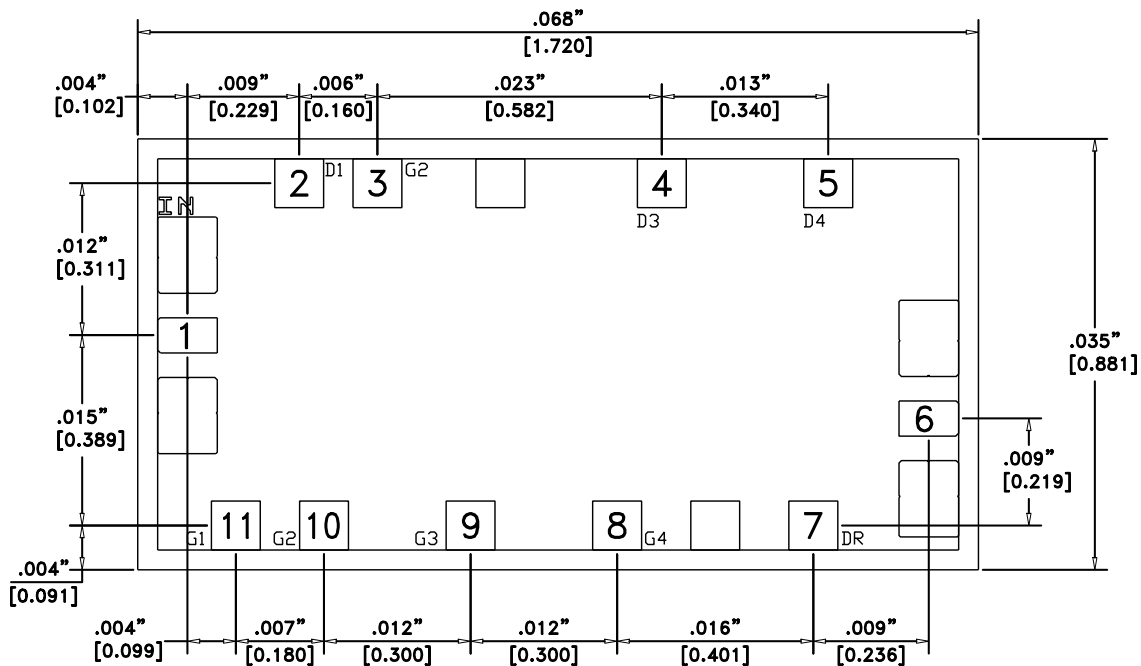 .068”
[1.720]
.004” .009” .006” .023” .013”
[0.102] [0.229] [0.160] [0.582] [0.340]
2 D1 3 G2 4 5
IN
D3 D4
.012”
[0.311]
1
.035”
[0.881]
.015”
[0.389]
6
.009”
[0.219]
G1 11 G2 10 G3 9 8 G4 7 DR
.004”
[0.091]
.004” .007” .012” .012” .016” .009”
[0.099] [0.180] [0.300] [0.300] [0.401] [0.236]